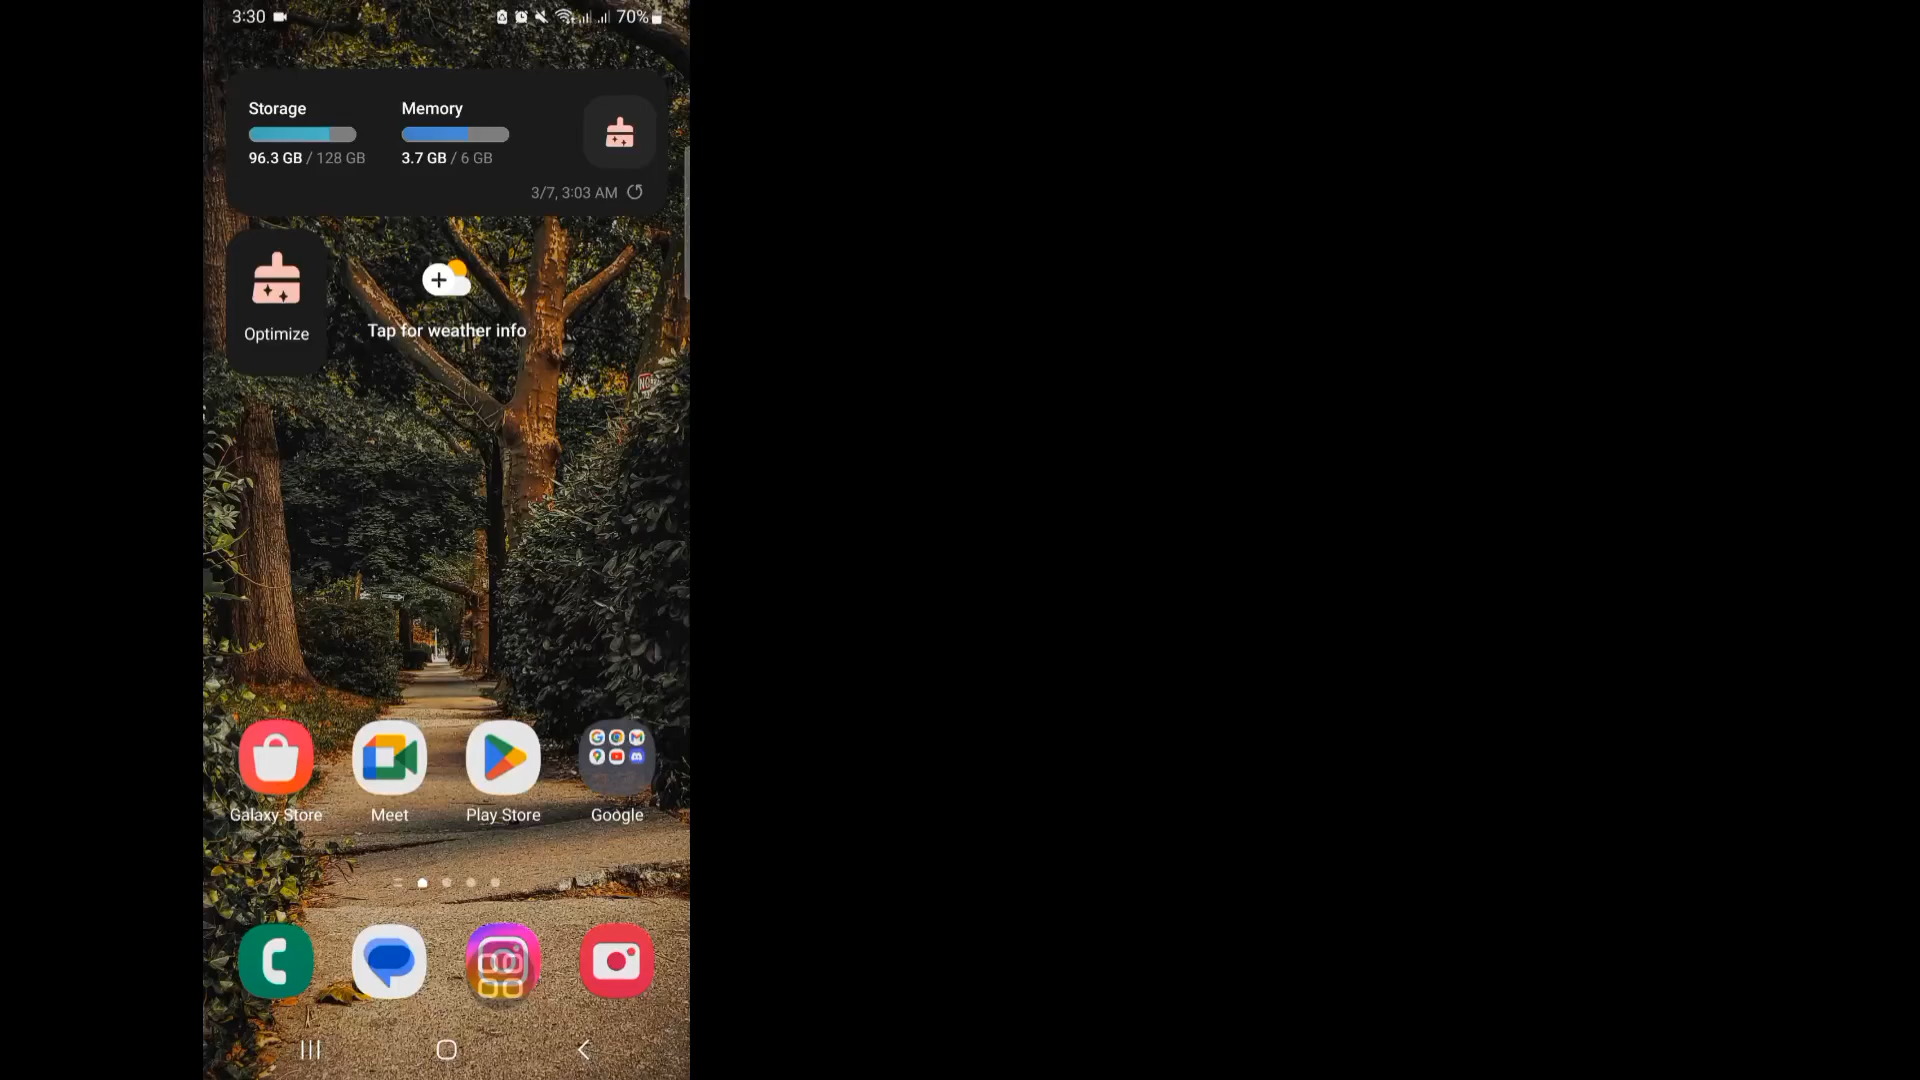 3:30
70%
Storage
Memory
96.3 GB / 128 GB
3.7 GB / 6 GB
3/7, 3:03 AM
Optimize
Tap for weather info
Galaxy Store
Meet
Play Store
Google